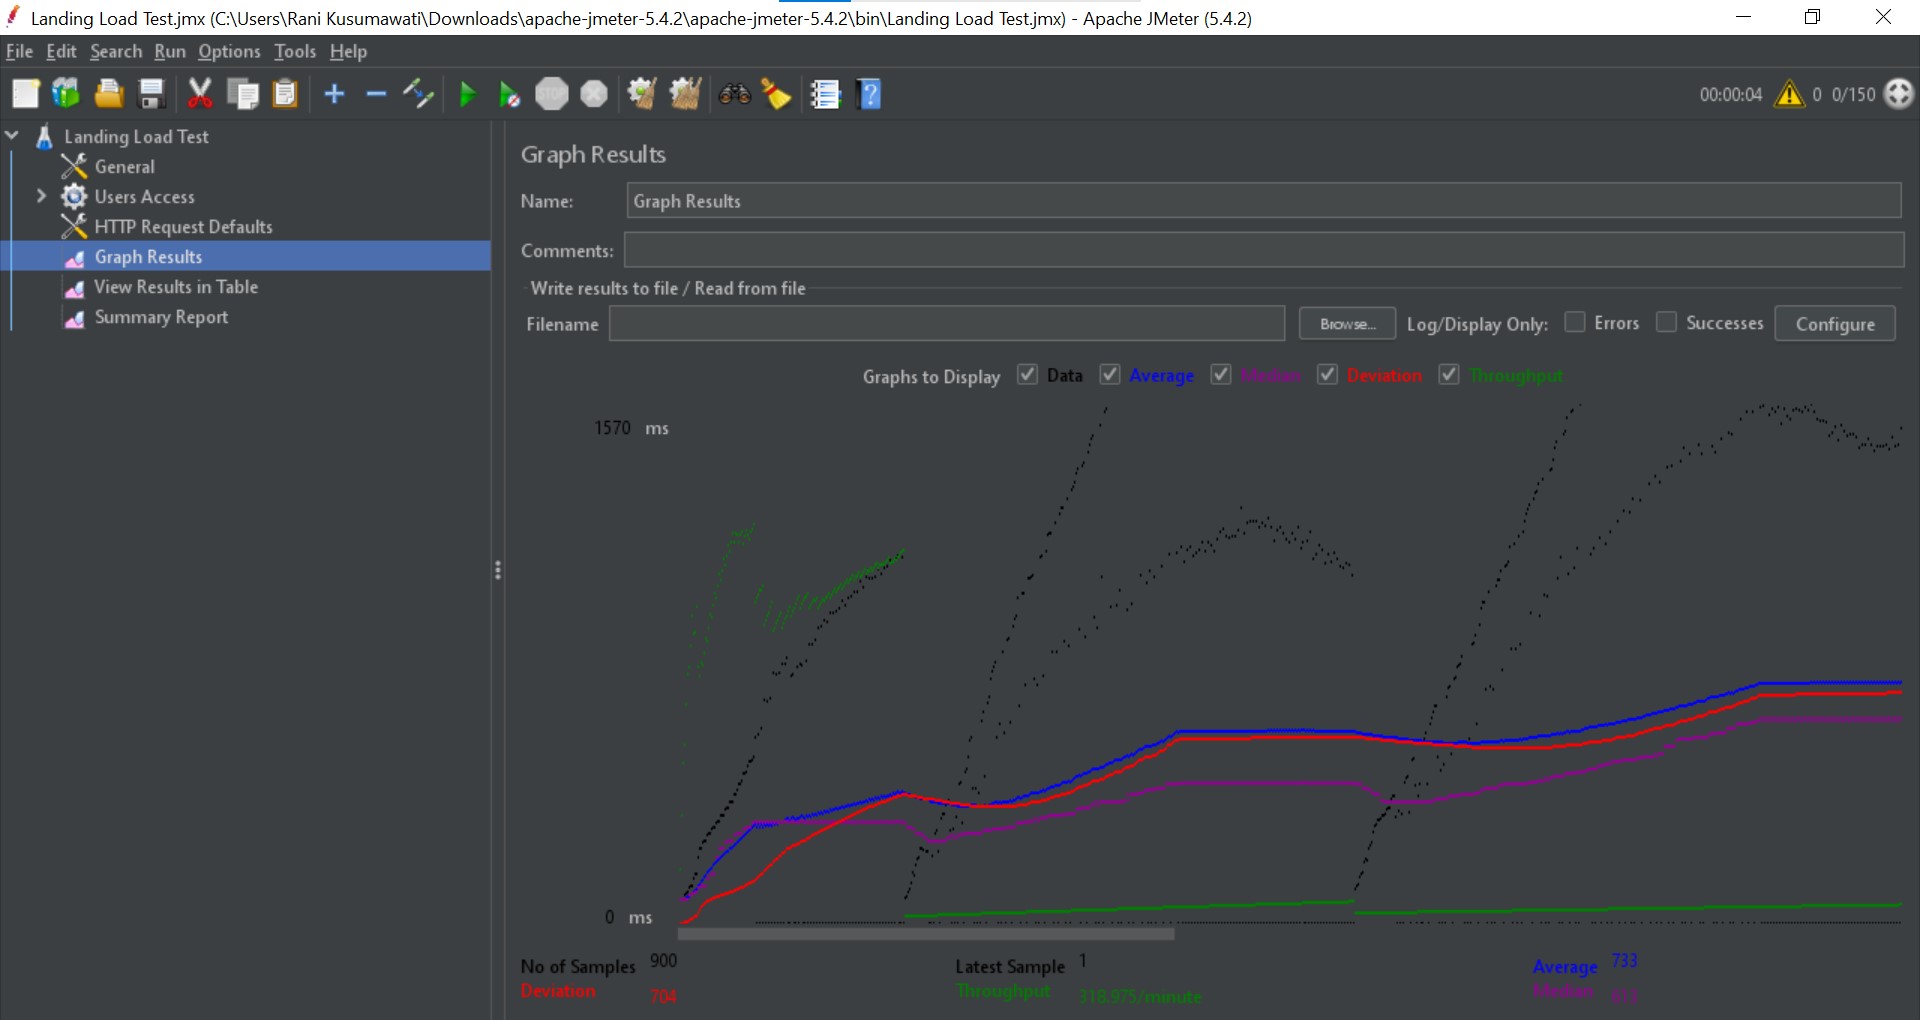 Landing Load Test.jmx (C:\Users\Rani Kusumawati\Downloads\apache-jmeter-5.4.2\apache-jmeter-5.4.2\bin\Landing Load Test.jmx) - Apache JMeter (5.4.2)
File Edit Search Run Options Tools Help
STOP 00:00:04 0 0/150
Landing Load Test
General
Users Access
HTTP Request Defaults
Graph Results
View Results in Table
Summary Report
Graph Results
Name: Graph Results
Comments:
Write results to file / Read from file
Filename Browse... Log/Display Only: Errors Successes Configure
Graphs to Display Data Average Median Deviation Throughput
1570 ms
0 ms
No of Samples 900 Latest Sample 1 Average 733
Deviation 704 Throughput 318.975/minute Median